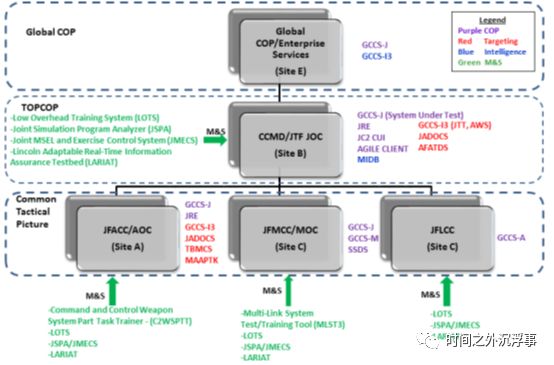 Global COP
Global
COP/Enterprise
Services
(Site E)
GCCS-J
GCCS-I3
Legend
Purple COP
Red Targeting
Blue Intelligence
Green M&S
TOPCOP
-Low Overhead Training System (LOTS)
-Joint Simulation Program Analyzer (JSPA)
-Joint MSEL and Exercise Control System (JMECS)
-Lincoln Adaptable Real-Time Information
Assurance Testbed (LARIAT)
M&S
CCMD/JTF JOC
(Site B)
GCCS-J (System Under Test)
JRE
JC2 CUI
AGILE CLIENT
MIDB
GCCS-I3 (JTT, AWS)
JADOCS
AFATDS
Common
Tactical
Picture
JFACC/AOC
(Site A)
GCCS-J
JRE
GCCS-I3
JADOCS
TBMCS
MAAPTK
JFMCC/MOC
(Site C)
GCCS-J
GCCS-M
SSDS
JFLCC
(Site C)
GCCS-A
M&S
-Command and Control Weapon
System Part Task Trainer - (C2WSPTT)
-LOTS
-JSPA/JMECS
-LARIAT
M&S
-Multi-Link System
Test/Training Tool (MLST3)
-LOTS
-JSPA/JMECS
-LARIAT
M&S
-LOTS
-JSPA/JMECS
时间之外沉浮事